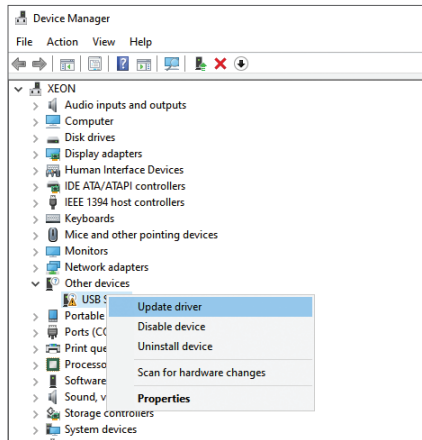 Device Manager
File Action View Help
XEON
Audio inputs and outputs
Computer
Disk drives
Display adapters
Human Interface Devices
IDE ATA/ATAPI controllers
IEEE 1394 host controllers
Keyboards
Mice and other pointing devices
Monitors
Network adapters
Other devices
USB
Update driver
Portable
Disable device
Ports (CO
Print que
Uninstall device
Processo
Scan for hardware changes
Software
Sound, v
Properties
Storage controllers
System devices